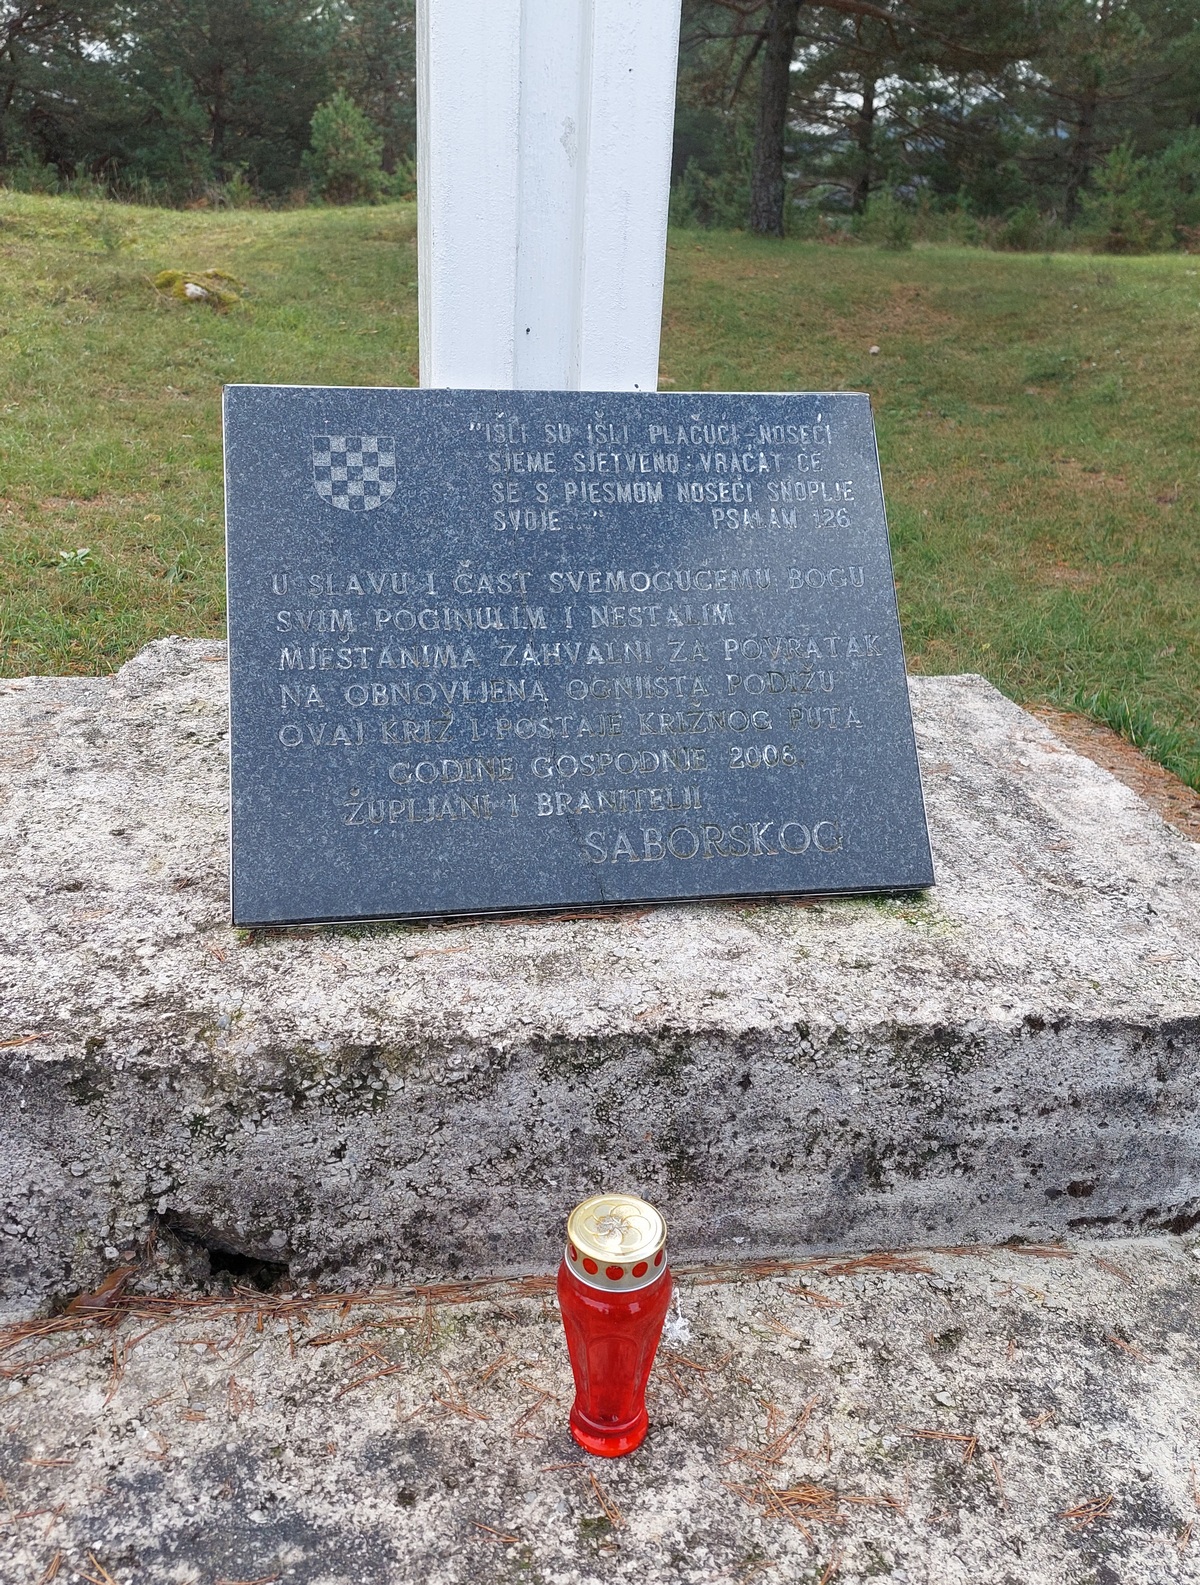 "IŠLI SU IŠLI PLAČUĆI NOSEĆI
SJEME SJETVENO: VRAĆAT ĆE
SE S PJESMOM NOSEĆI SNOPLJE
SVOJE..." PSALAM 126
U SLAVU I ČAST SVEMOGUĆEMU BOGU
SVIM POGINULIM I NESTALIM
MJEŠTANIMA ZAHVALNI ZA POVRATAK
NA OBNOVLJENA OGNJIŠTA PODIŽU
OVAJ KRIŽ I POSTAJE KRIŽNOG PUTA
GODINE GOSPODNJE 2006.
ŽUPLJANI I BRANITELJI
SABORSKOG